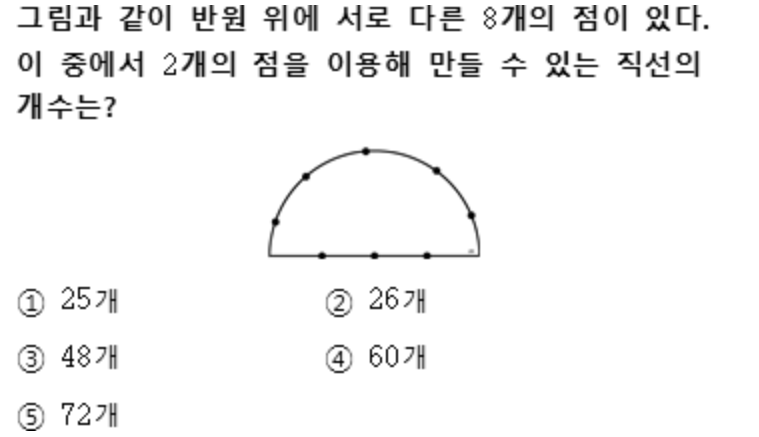 그림과 같이 반원 위에 서로 다른 8개의 점이 있다.
이 중에서 2개의 점을 이용해 만들 수 있는 직선의
개수는?
① 25개 ② 26개
③ 48개 ④ 60개
⑤ 72개